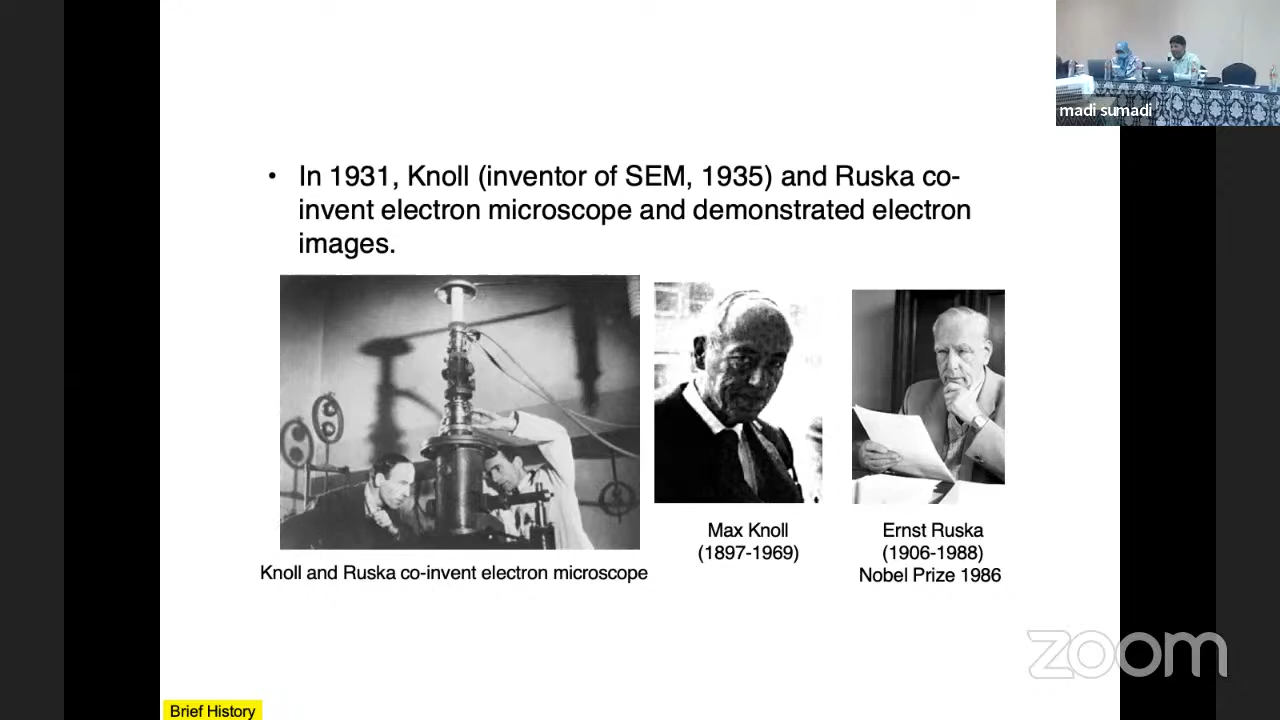 madi sumadi
• In 1931, Knoll (inventor of SEM, 1935) and Ruska co-
invent electron microscope and demonstrated electron
images.
Knoll and Ruska co-invent electron microscope
Max Knoll
(1897-1969)
Ernst Ruska
(1906-1988)
Nobel Prize 1986
zoom
Brief History